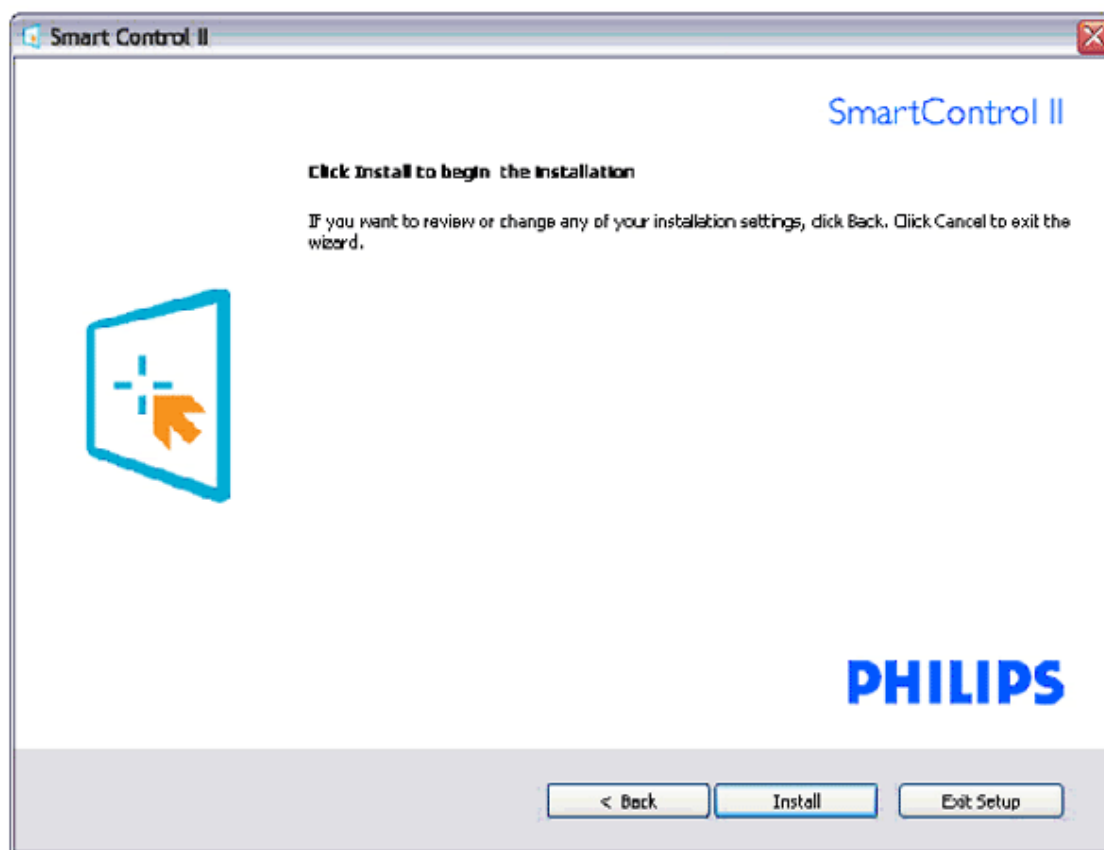 Smart Control II
SmartControl II
Click Install to begin the installation
If you want to review or change any of your installation settings, click Back. Cliick Cancel to exit the
wizard.
PHILIPS
< Back
Install
Exit Setup